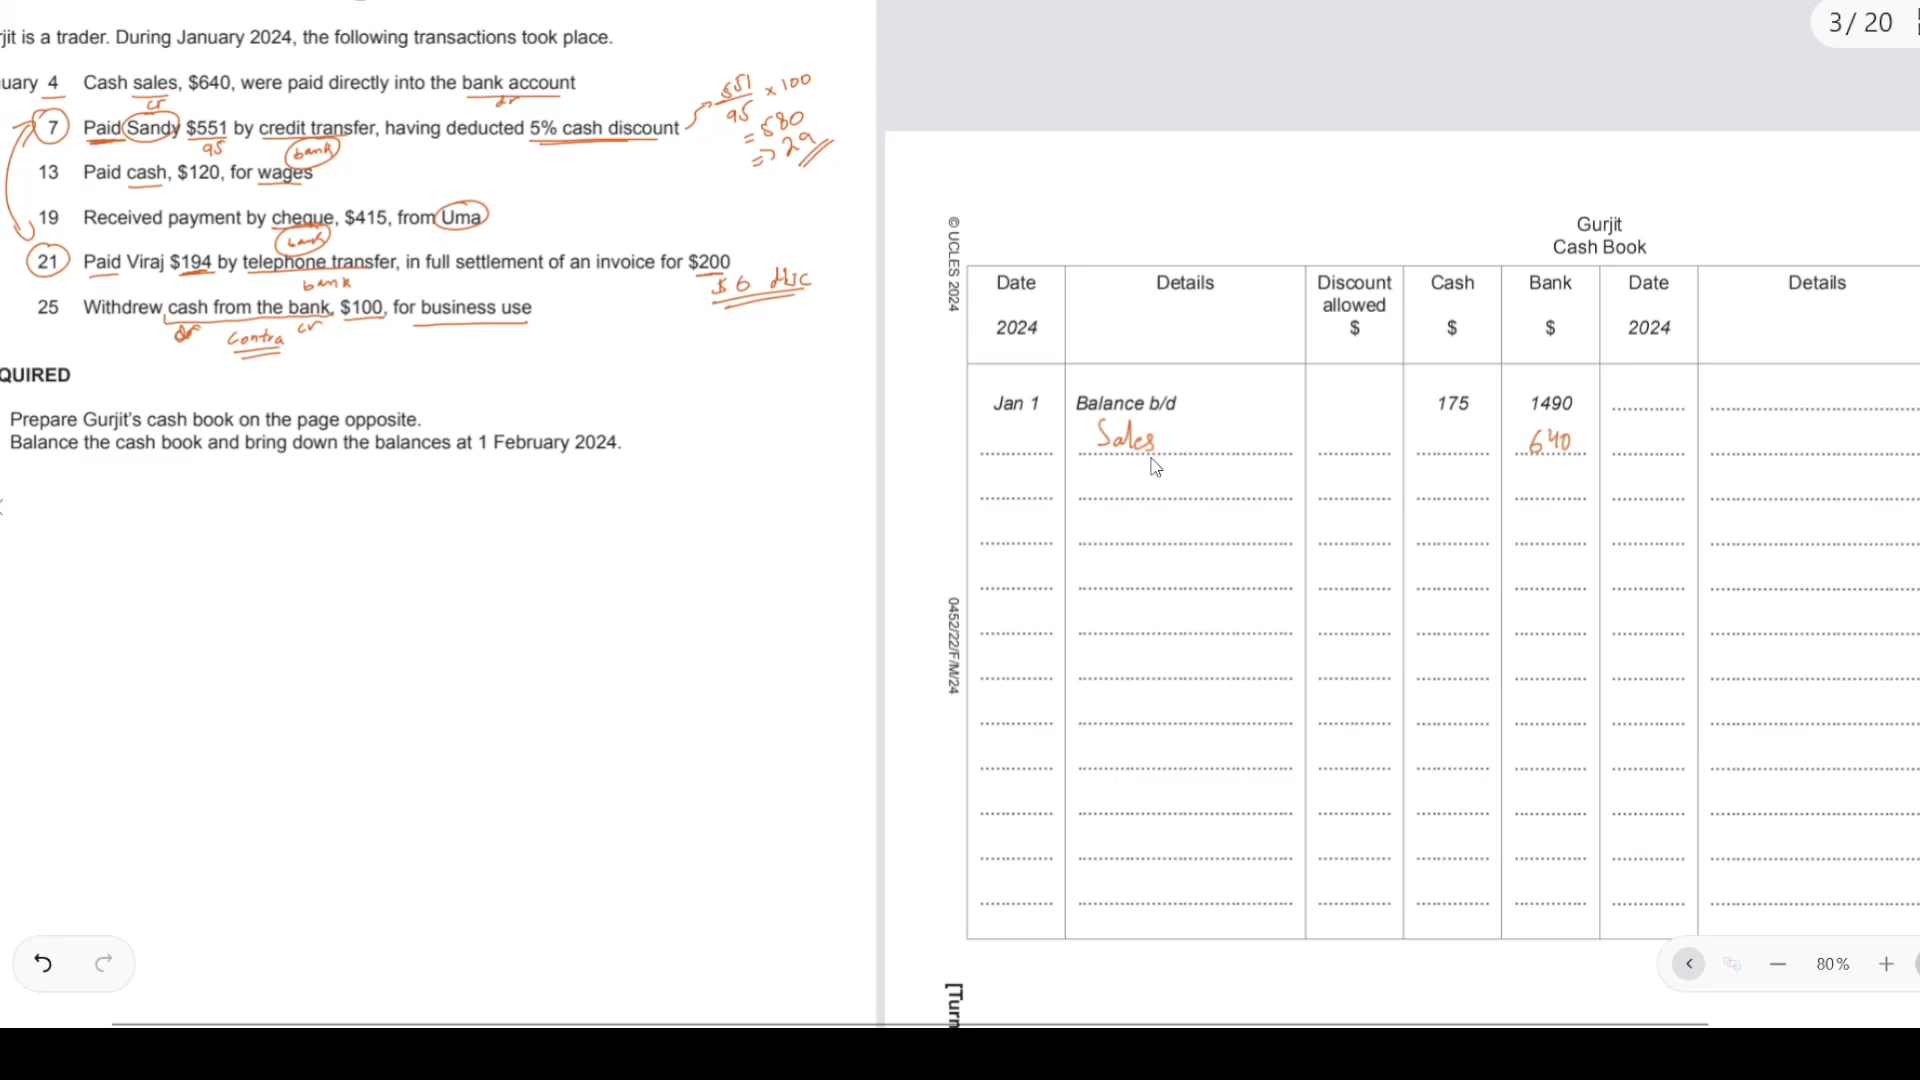 3/ 20
jit is a trader. During January 2024, the following transactions took place.
uary 4 Cash sales, $640, were paid directly into the bank account
cr dr
7 Paid Sandy $551 by credit transfer, having deducted 5% cash discount
95 bank
551 x 100
95
= 580
=> 29
13 Paid cash, $120, for wages
19 Received payment by cheque, $415, from Uma
bank
21 Paid Viraj $194 by telephone transfer, in full settlement of an invoice for $200
bank
$ 6
25 Withdrew cash from the bank, $100, for business use
dr Contra cr
QUIRED
Prepare Gurjit's cash book on the page opposite.
Balance the cash book and bring down the balances at 1 February 2024.
© UCLES 2024
0452/22/F/M/24
[Turn
Gurjit
Cash Book
Date Details Discount Cash Bank Date Details
allowed
2024 $ $ $ 2024
Jan 1 Balance b/d 175 1490
Sales 640
80%